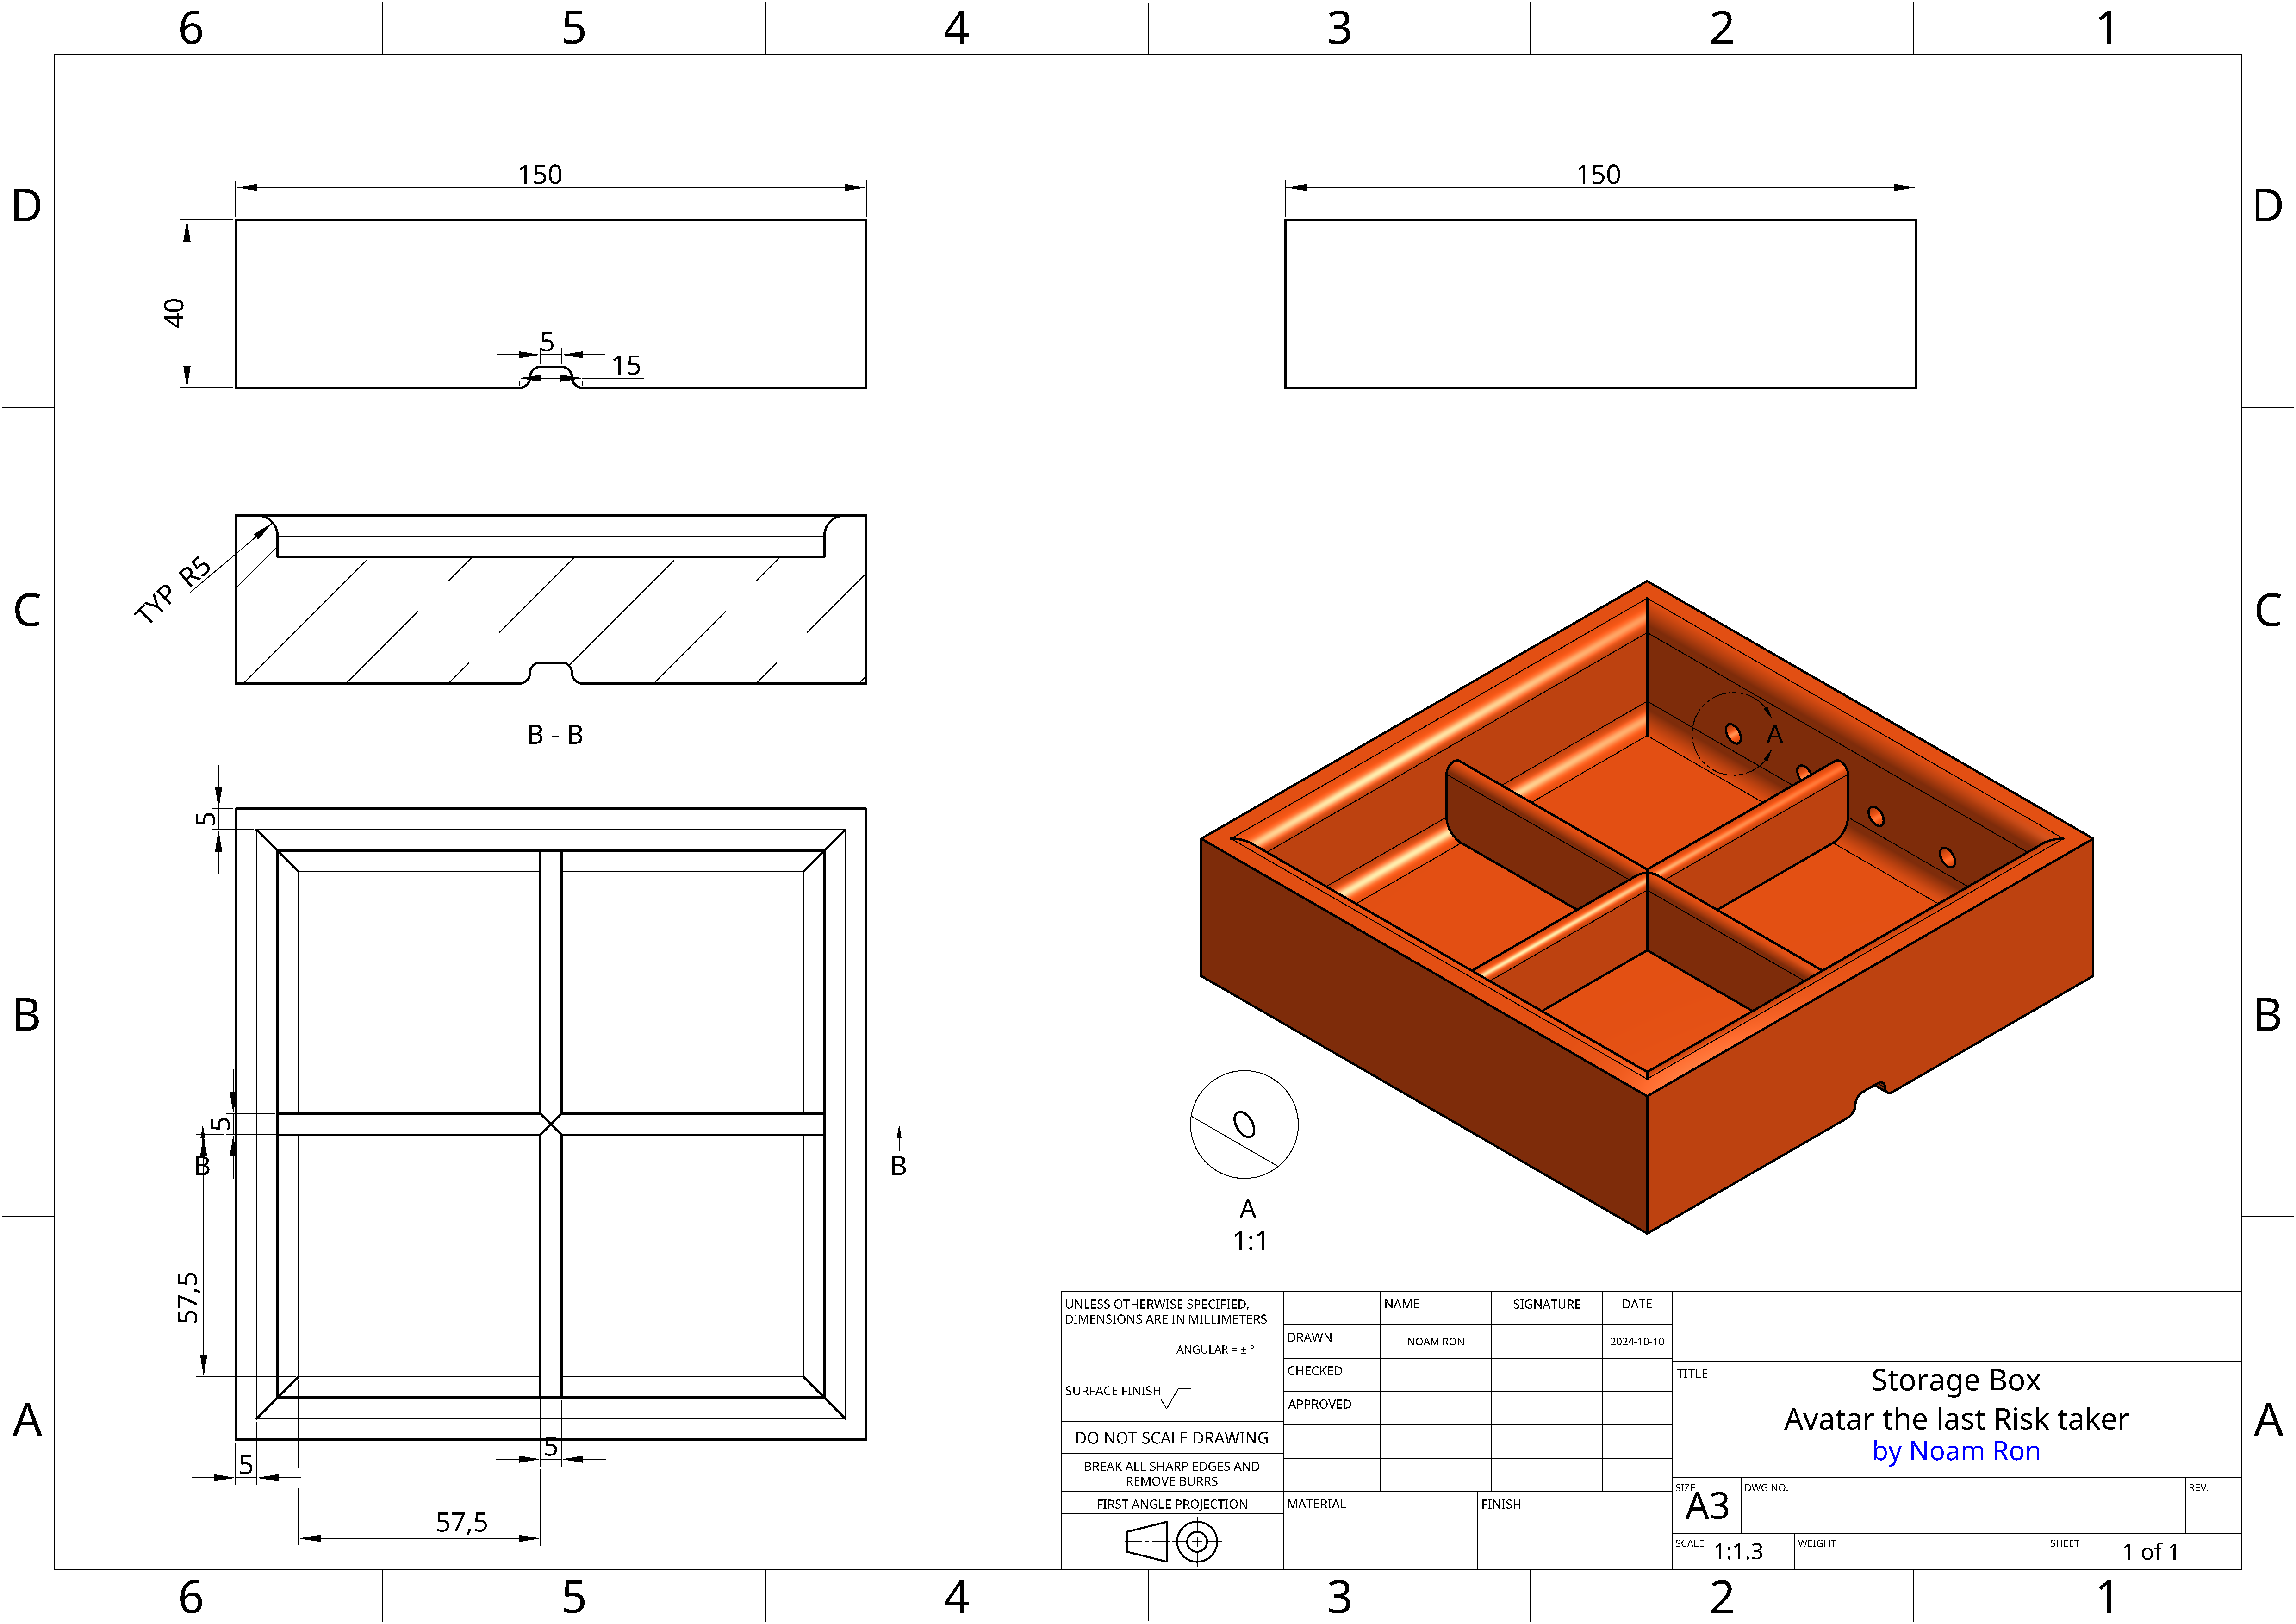 6 5 4 3 2 1
D D
150 150
40
5
15
TYP R5
C C
B - B
5
A
B B
5
B B
57,5
A
1:1
A A
5
5
57,5
UNLESS OTHERWISE SPECIFIED,
DIMENSIONS ARE IN MILLIMETERS
ANGULAR = ± °
SURFACE FINISH
DO NOT SCALE DRAWING
BREAK ALL SHARP EDGES AND
REMOVE BURRS
FIRST ANGLE PROJECTION
NAME SIGNATURE DATE
DRAWN NOAM RON 2024-10-10
CHECKED
APPROVED
MATERIAL FINISH
TITLE
Storage Box
Avatar the last Risk taker
by Noam Ron
SIZE A3 DWG NO. REV.
SCALE 1:1.3 WEIGHT SHEET 1 of 1
6 5 4 3 2 1